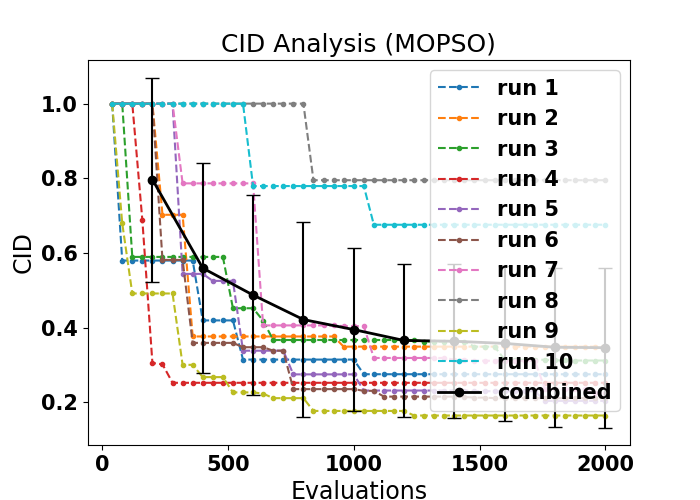 CID Analysis (MOPSO)
CID
1.0
0.8
0.6
0.4
0.2
0
500
1000
1500
2000
Evaluations
run 1
run 2
run 3
run 4
run 5
run 6
run 7
run 8
run 9
run 10
combined